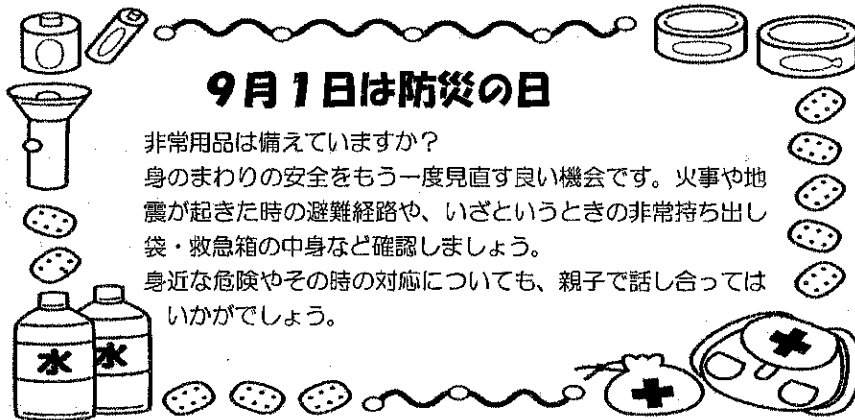 9月1日は防災の日
非常用品は備えていますか？
身のまわりの安全をもう一度見直す良い機会です。火事や地
震が起きた時の避難経路や、いざというときの非常持ち出し
袋・救急箱の中身など確認しましょう。
身近な危険やその時の対応についても、親子で話し合っては
いかがでしょう。
水
水